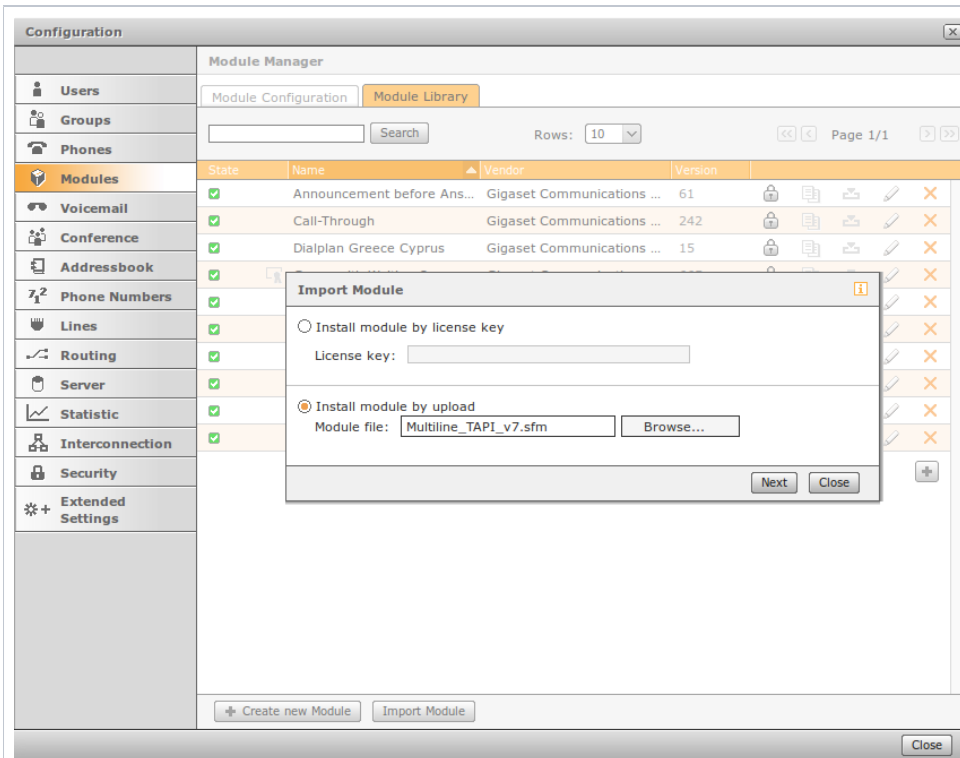 Configuration
Module Manager
Users
Groups
Phones
Modules
Voicemail
Conference
Addressbook
Phone Numbers
Lines
Routing
Server
Statistic
Interconnection
Security
Extended
Settings
Module Configuration
Module Library
Search
Rows: 10
Page 1/1
State Name Vendor Version
Announcement before Ans... Gigaset Communications ... 61
Call-Through Gigaset Communications ... 242
Dialplan Greece Cyprus Gigaset Communications ... 15
Import Module
Install module by license key
License key:
Install module by upload
Module file: Multiline_TAPI_v7.sfm Browse...
Next Close
Create new Module Import Module
Close